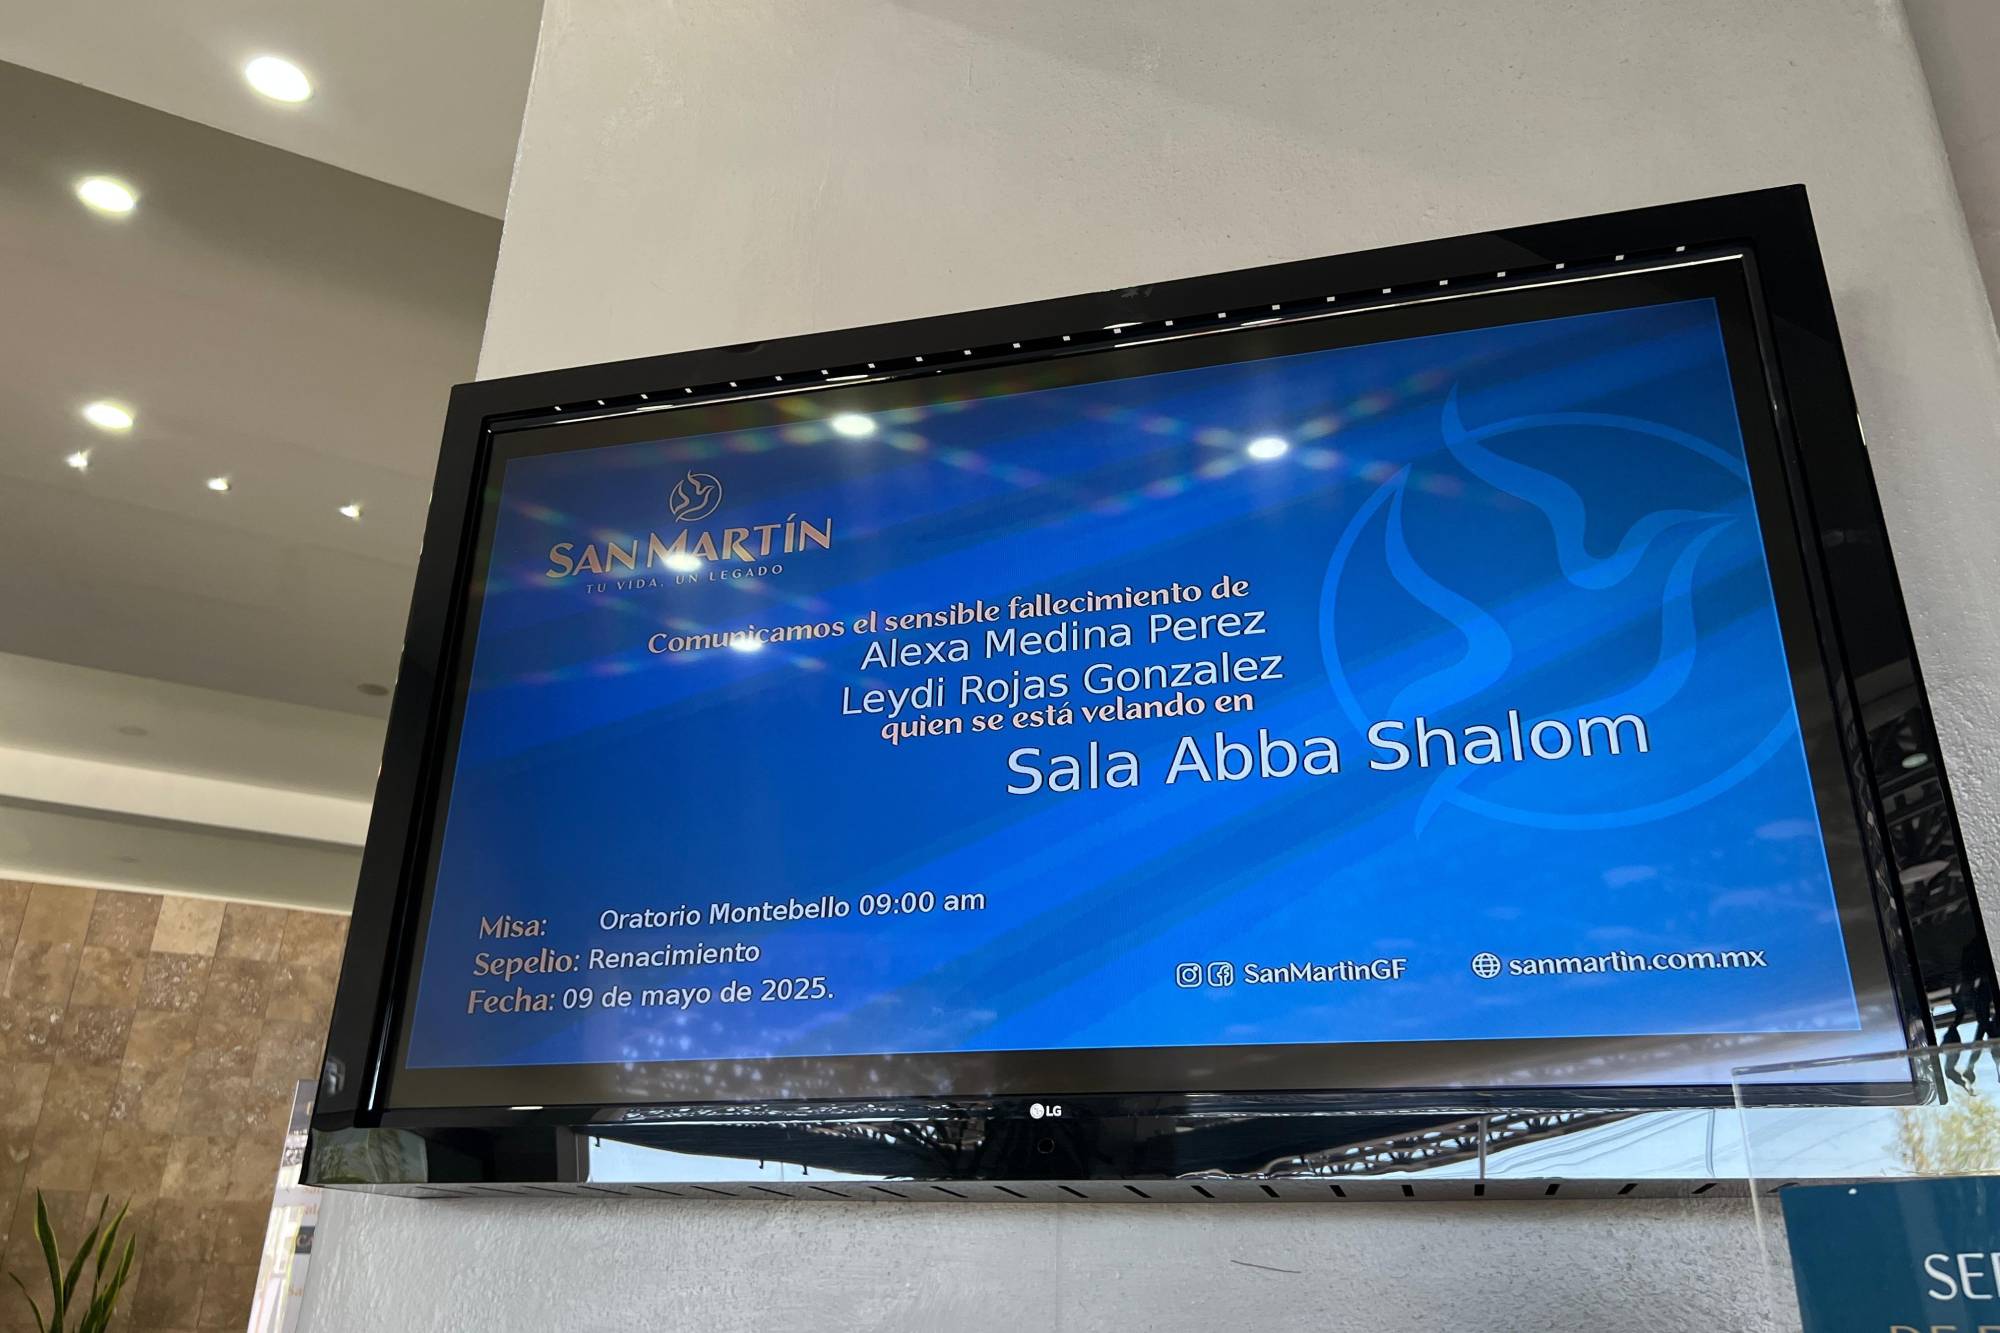 SAN MARTÍN
TU VIDA, UN LEGADO
Comunicamos el sensible fallecimiento de
Alexa Medina Perez
Leydi Rojas Gonzalez
quien se está velando en
Sala Abba Shalom
Misa: Oratorio Montebello 09:00 am
Sepelio: Renacimiento
Fecha: 09 de mayo de 2025.
SanMartinGF
sanmartin.com.mx
LG